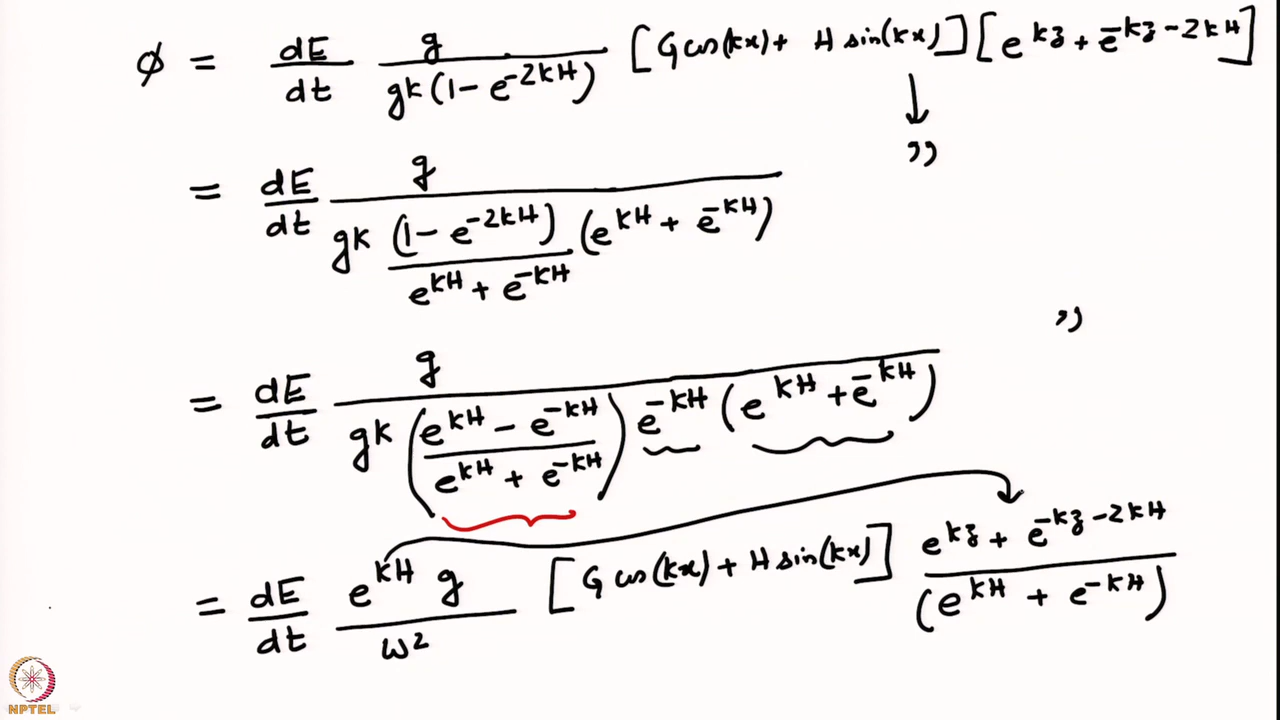 ϕ = dE/dt g/(gk(1 - e^{-2kH})) [G cos(kx) + H sin(kx)] [e^{kz} + e^{-kz-2kH}]
↓
”
= dE/dt g/(gk (1 - e^{-2kH})/(e^{kH} + e^{-kH}) (e^{kH} + e^{-kH}))
”
= dE/dt g/(gk ((e^{kH} - e^{-kH})/(e^{kH} + e^{-kH})) e^{-kH} (e^{kH} + e^{-kH}))
= dE/dt (e^{kH} g)/ω² [G cos(kx) + H sin(kx)] (e^{kz} + e^{-kz-2kH})/(e^{kH} + e^{-kH})
NPTEL